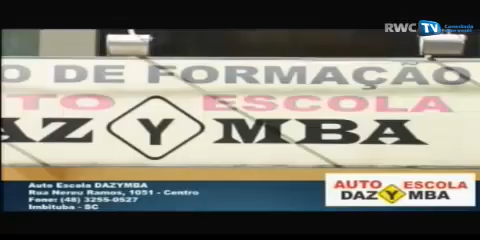 RWC TV
O DE FORMAÇÃO
AUTO ESCOLA
DAZYMBA
Auto Escola DAZYMBA
Rua Nereu Ramos, 1051 - Centro
Fone: (48) 3255-0527
Imbituba - SC
AUTO ESCOLA
DAZYMBA